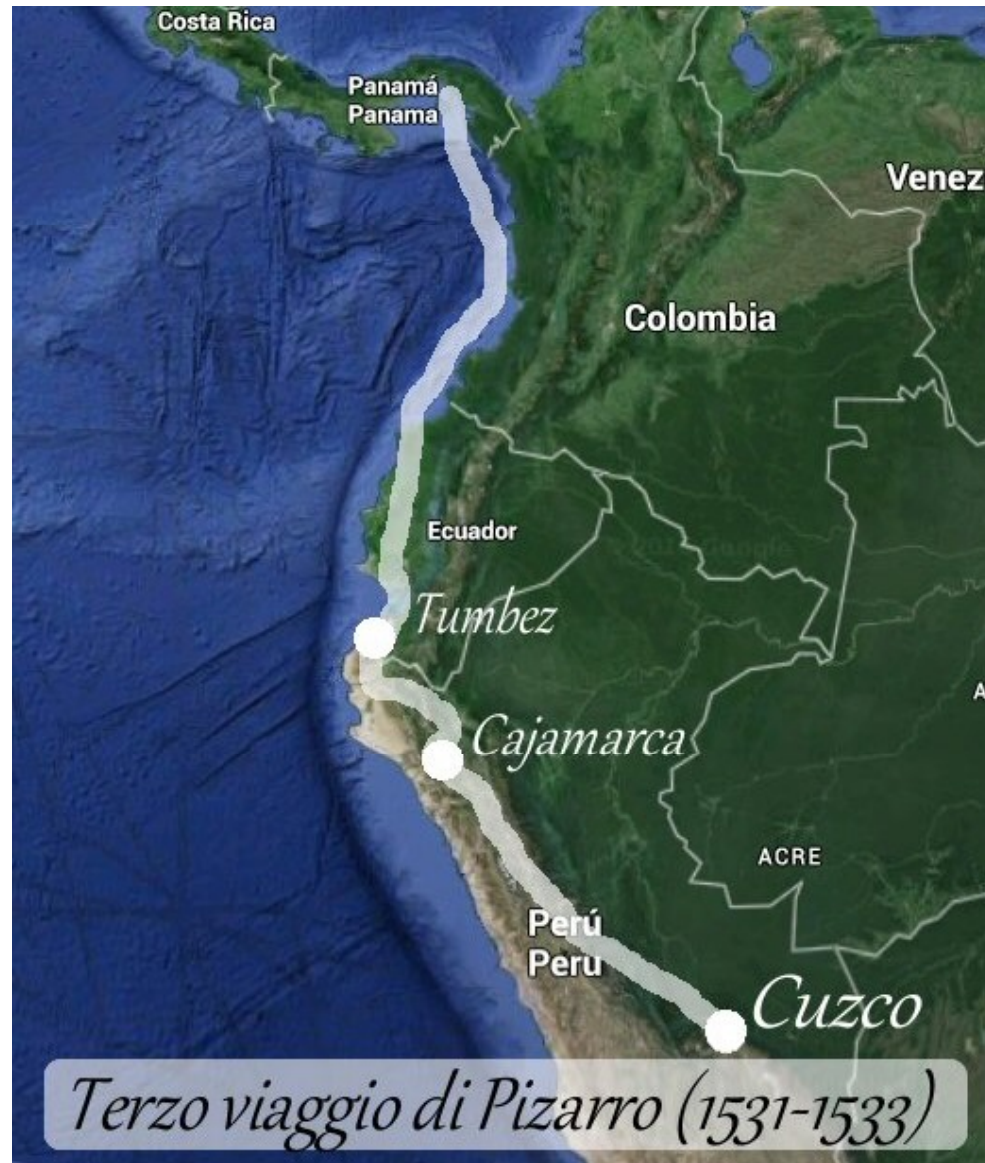 Costa Rica
Panamá
Panama
Venez
Colombia
Ecuador
Tumbez
Cajamarca
A
ACRE
Perú
Peru
Cuzco
Terzo viaggio di Pizarro (1531-1533)